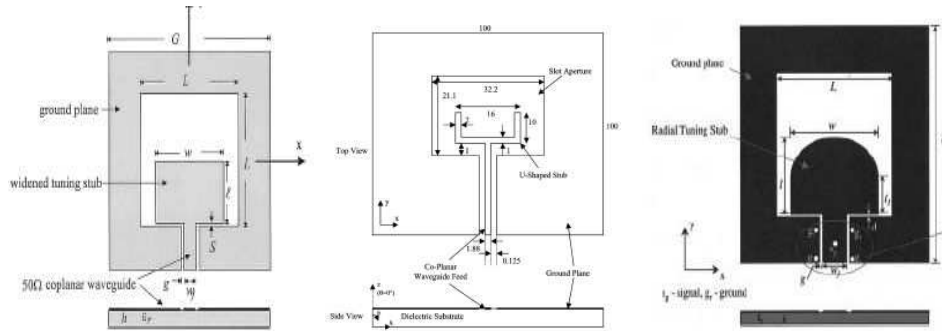 G
L
ground plane
w
X
L
widened tuning stub
ℓ
S
g
50Ω coplanar waveguide
h
100
Slot Aperture
32.2
21.1
16
2
10
100
Top View
1
1
U-Shaped Stub
y
x
1.88
0.125
Co-Planar
Waveguide Feed
Ground Plane
z
(θ=0°)
Side View
Dielectric Substrate
x
Ground plane
L
w
Radial Tuning Stub
y
x
g
- signal, - ground